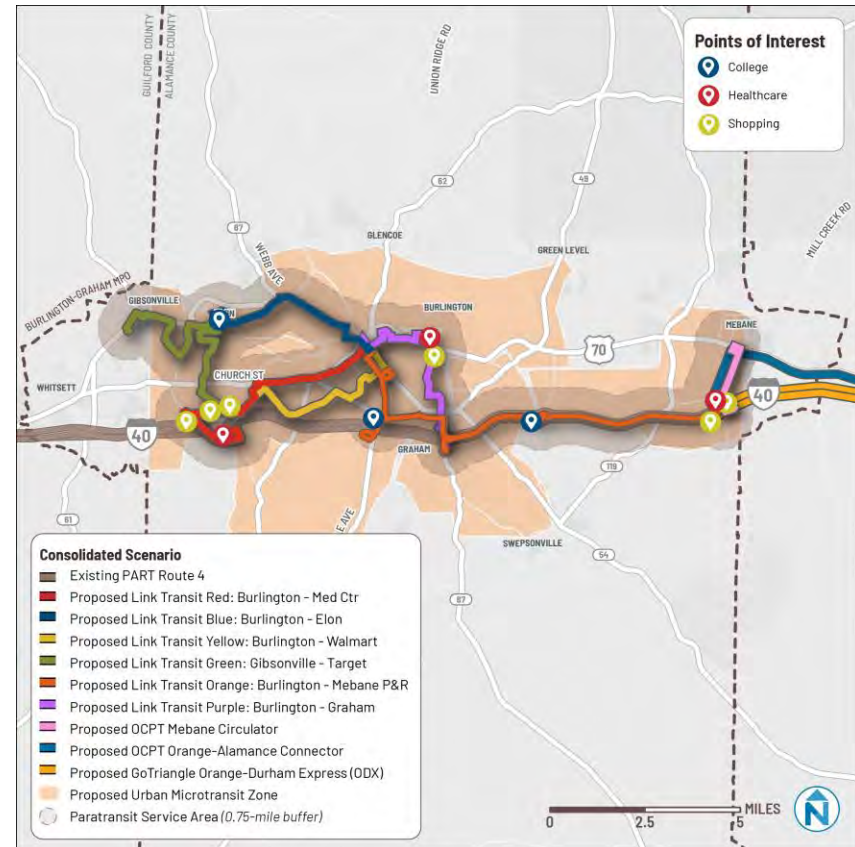 GUILFORD COUNTY
ALAMANCE COUNTY
UNION RIDGE RD
Points of Interest
College
Healthcare
Shopping
62
49
87
WEBB AVE
GLENCOE
GREEN LEVEL
MILL CREEK RD
BURLINGTON-GRAHAM MPO
GIBSONVILLE
BURLINGTON
MEBANE
70
WHITSETT
CHURCH ST
40
40
GRAHAM
119
61
E AVE
SWEPSONVILLE
54
87
Consolidated Scenario
Existing PART Route 4
Proposed Link Transit Red: Burlington - Med Ctr
Proposed Link Transit Blue: Burlington - Elon
Proposed Link Transit Yellow: Burlington - Walmart
Proposed Link Transit Green: Gibsonville - Target
Proposed Link Transit Orange: Burlington - Mebane P&R
Proposed Link Transit Purple: Burlington - Graham
Proposed OCPT Mebane Circulator
Proposed OCPT Orange-Alamance Connector
Proposed GoTriangle Orange-Durham Express (ODX)
Proposed Urban Microtransit Zone
Paratransit Service Area (0.75-mile buffer)
MILES
0 2.5 5
N